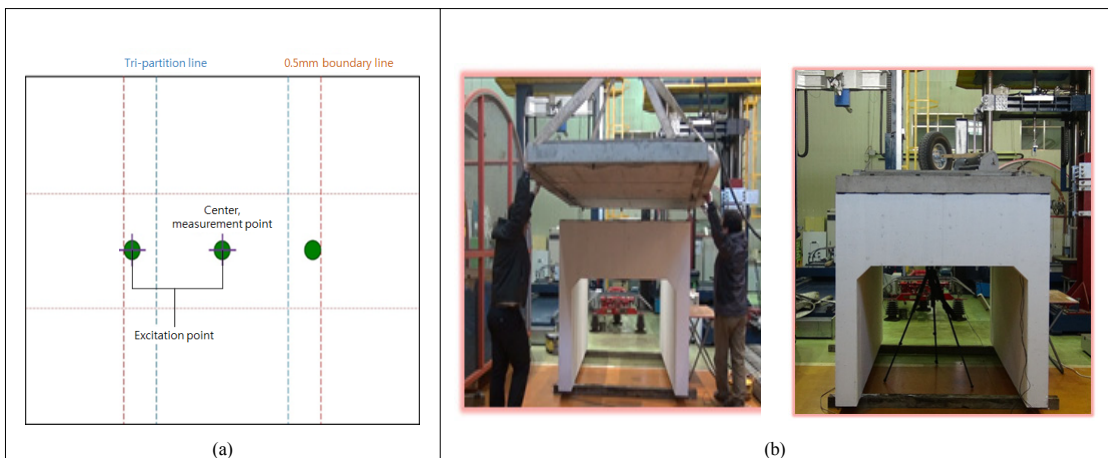 Tri-partition line
0.5mm boundary line
Center,
measurement point
Excitation point
(a)
(b)